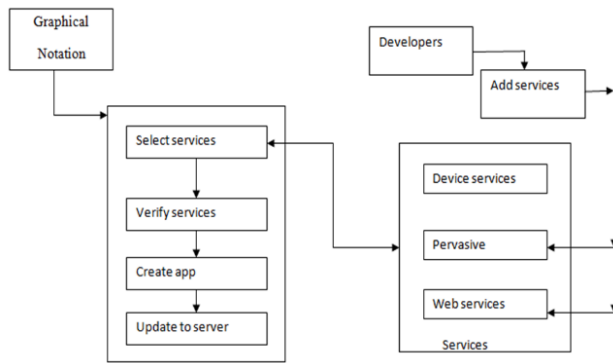 Graphical
Notation
Developers
Add services
Select services
Verify services
Create app
Update to server
Device services
Pervasive
Web services
Services